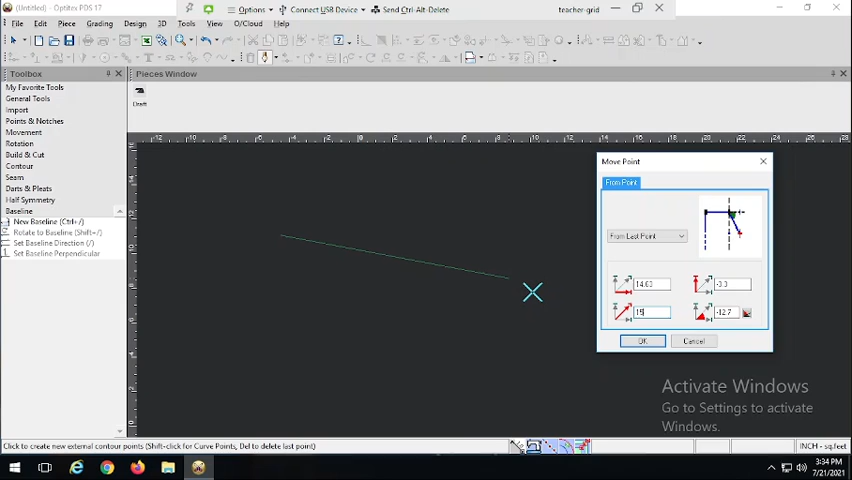 (Untitled) - Optitex PDS 17
Options Connect USB Device Send Ctrl-Alt-Delete teacher-grid
File Edit Piece Grading Design 3D Tools View O/Cloud Help
Toolbox
Pieces Window
My Favorite Tools
General Tools
Import
Points & Notches
Movement
Rotation
Build & Cut
Contour
Seam
Darts & Pleats
Half Symmetry
Baseline
New Baseline (Ctrl+/)
Rotate to Baseline (Shift+/)
Set Baseline Direction (/)
Set Baseline Perpendicular
Draft
Move Point
From Point
From Last Point
14.63 -3.3
15 -12.7
OK Cancel
Activate Windows
Go to Settings to activate
Windows.
Click to create new external contour points (Shift-click for Curve Points, Del to delete last point)
INCH - sq.feet
3:34 PM
7/21/2021